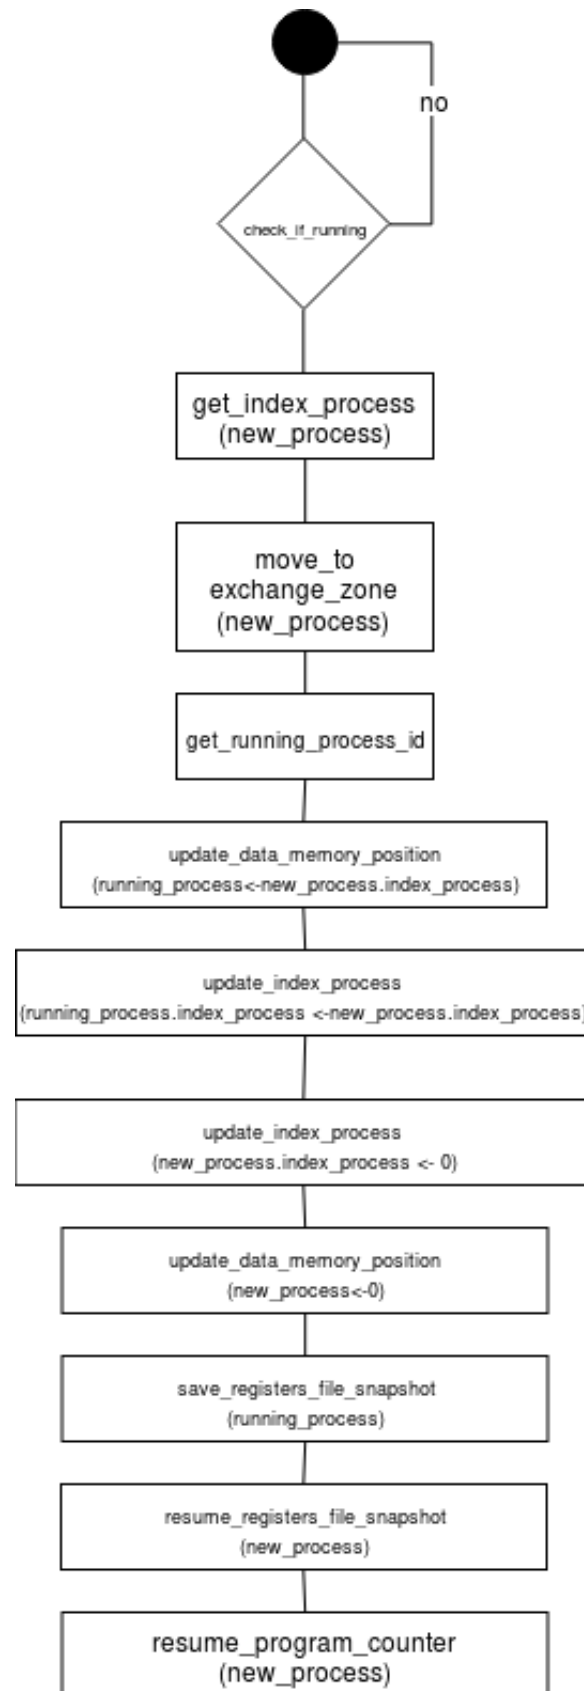 no
check_if_running
get_index_process
(new_process)
move_to
exchange_zone
(new_process)
get_running_process_id
update_data_memory_position
(running_process<-new_process.index_process)
update_index_process
(running_process.index_process <-new_process.index_process)
update_index_process
(new_process.index_process <- 0)
update_data_memory_position
(new_process<-0)
save_registers_file_snapshot
(running_process)
resume_registers_file_snapshot
(new_process)
resume_program_counter
(new_process)